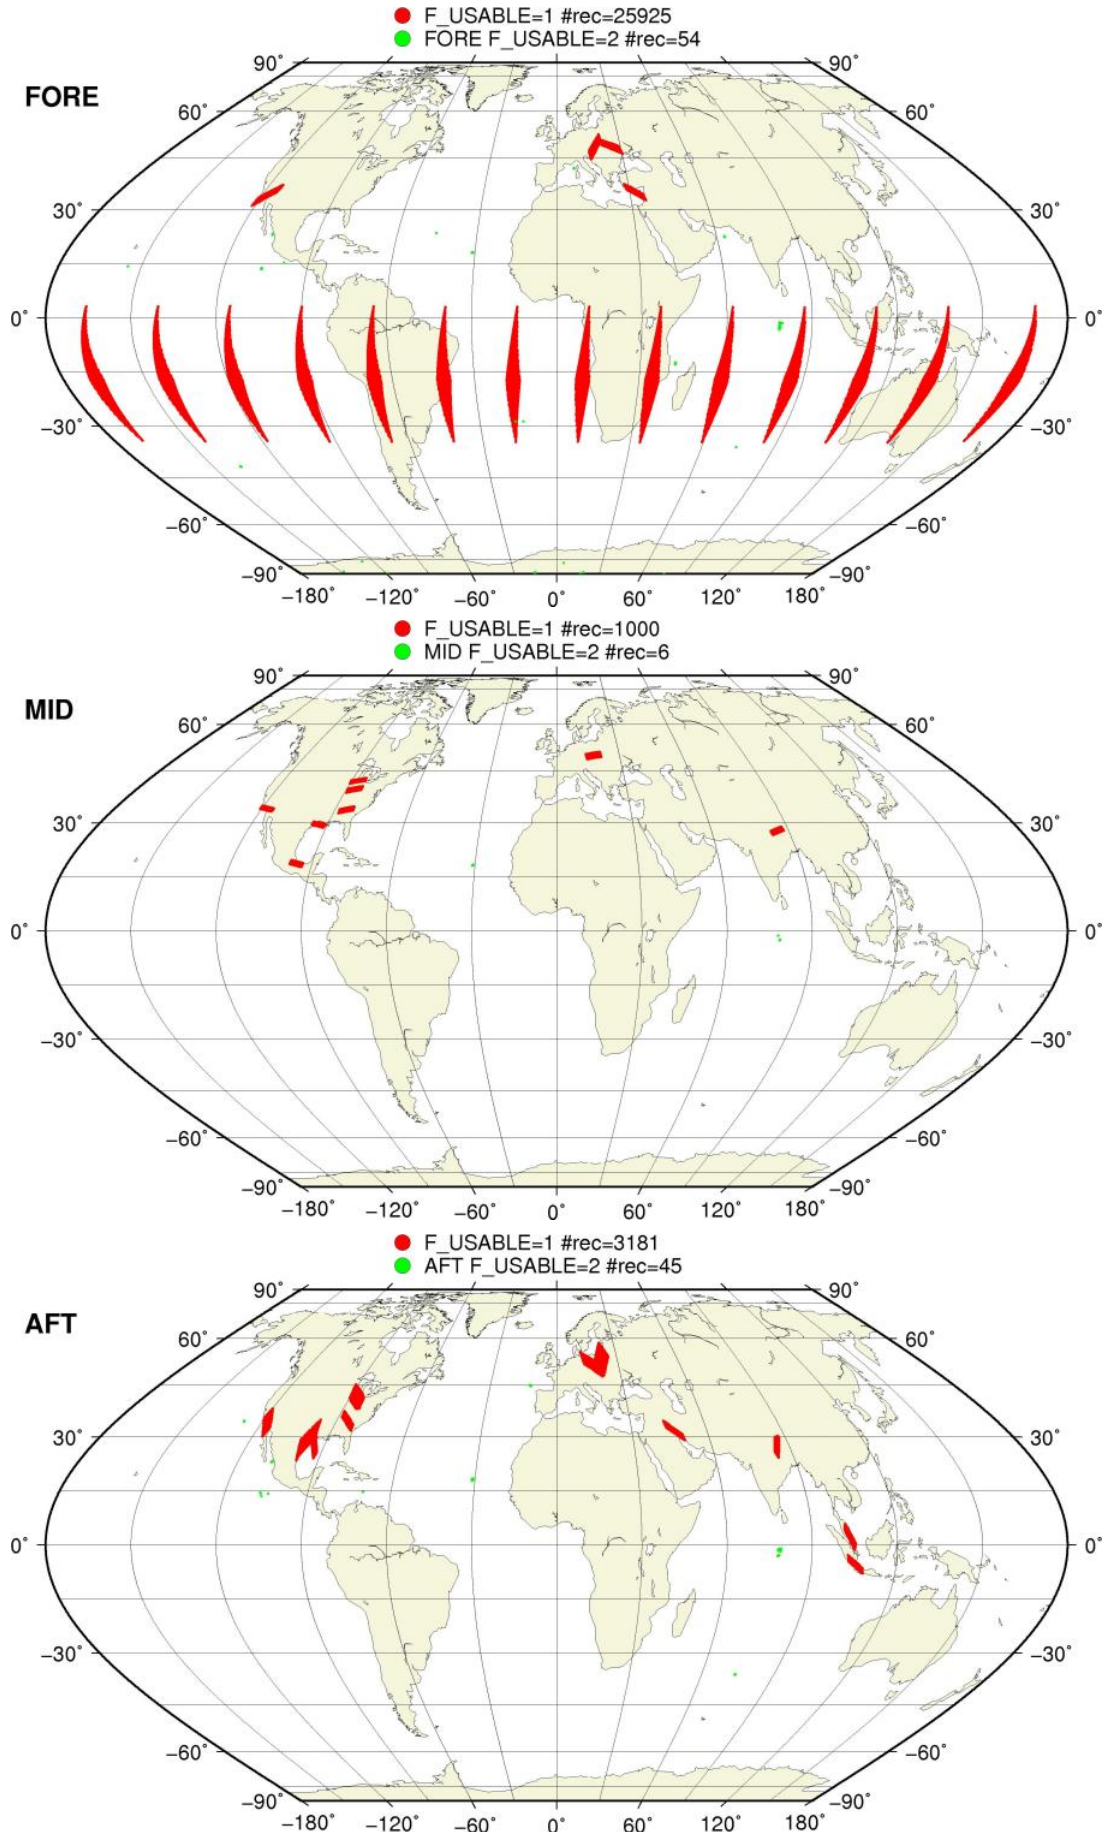 F_USABLE=1 #rec=25925
FORE F_USABLE=2 #rec=54
90° 90°
FORE
60° 60°
30° 30°
0° 0°
−30° −30°
−60° −60°
−90° −90°
−180° −120° −60° 0° 60° 120° 180°
F_USABLE=1 #rec=1000
MID F_USABLE=2 #rec=6
90° 90°
MID
60° 60°
30° 30°
0° 0°
−30° −30°
−60° −60°
−90° −90°
−180° −120° −60° 0° 60° 120° 180°
F_USABLE=1 #rec=3181
AFT F_USABLE=2 #rec=45
90° 90°
AFT
60° 60°
30° 30°
0° 0°
−30° −30°
−60° −60°
−90° −90°
−180° −120° −60° 0° 60° 120° 180°